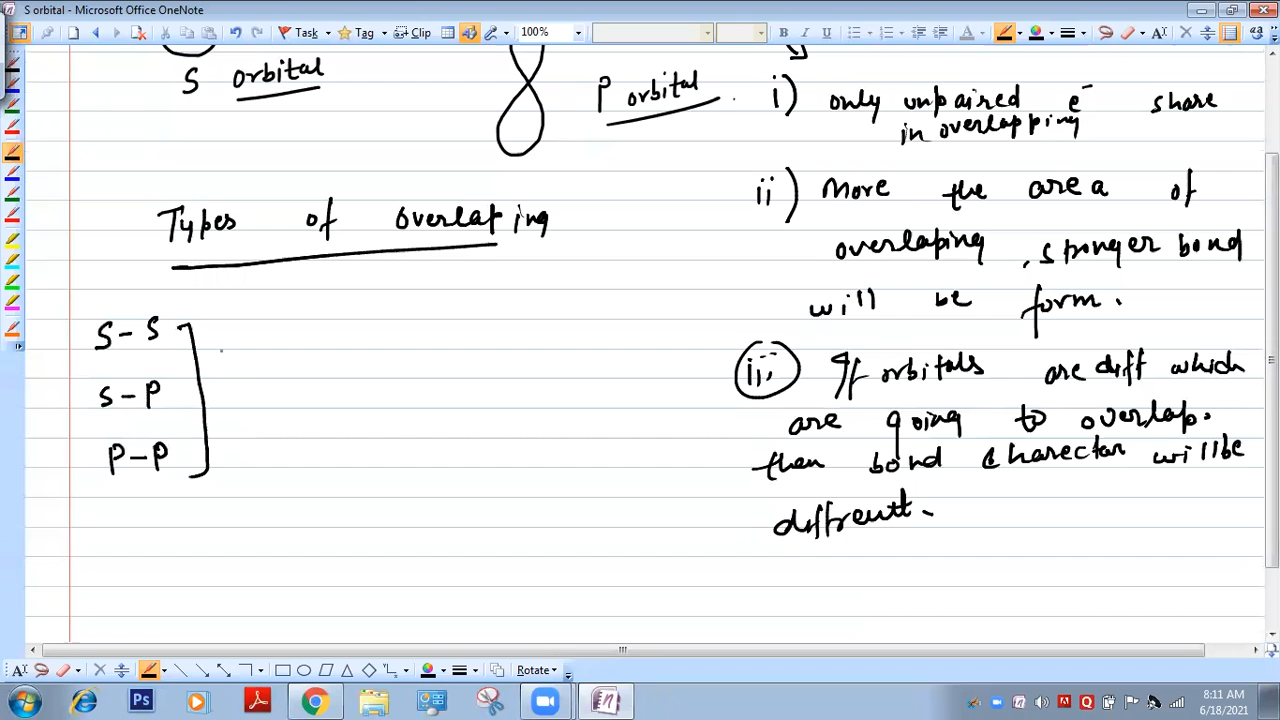 S orbital - Microsoft Office OneNote
Task
Tag
Clip
100%
S orbital
P orbital
Types of overlaping
S - S
S - P
P - P
i) only unpaired e⁻ share
in overlapping
ii) More the area of
overlaping, stronger bond
will be form.
iii If orbitals are diff which
are going to overlap.
then bond charecter will be
diffrentt.
Rotate
8:11 AM
6/18/2021